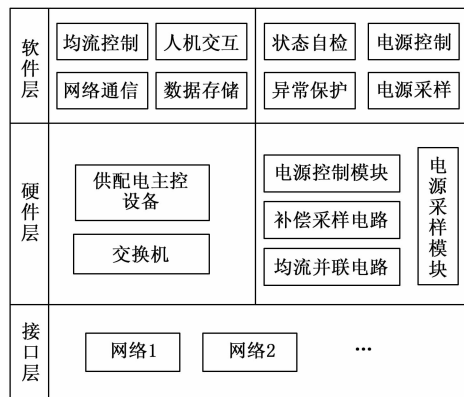 软件层
均流控制
人机交互
状态自检
电源控制
网络通信
数据存储
异常保护
电源采样
硬件层
供配电主控
设备
交换机
电源控制模块
补偿采样电路
均流并联电路
电源采样模块
接口层
网络1
网络2
…